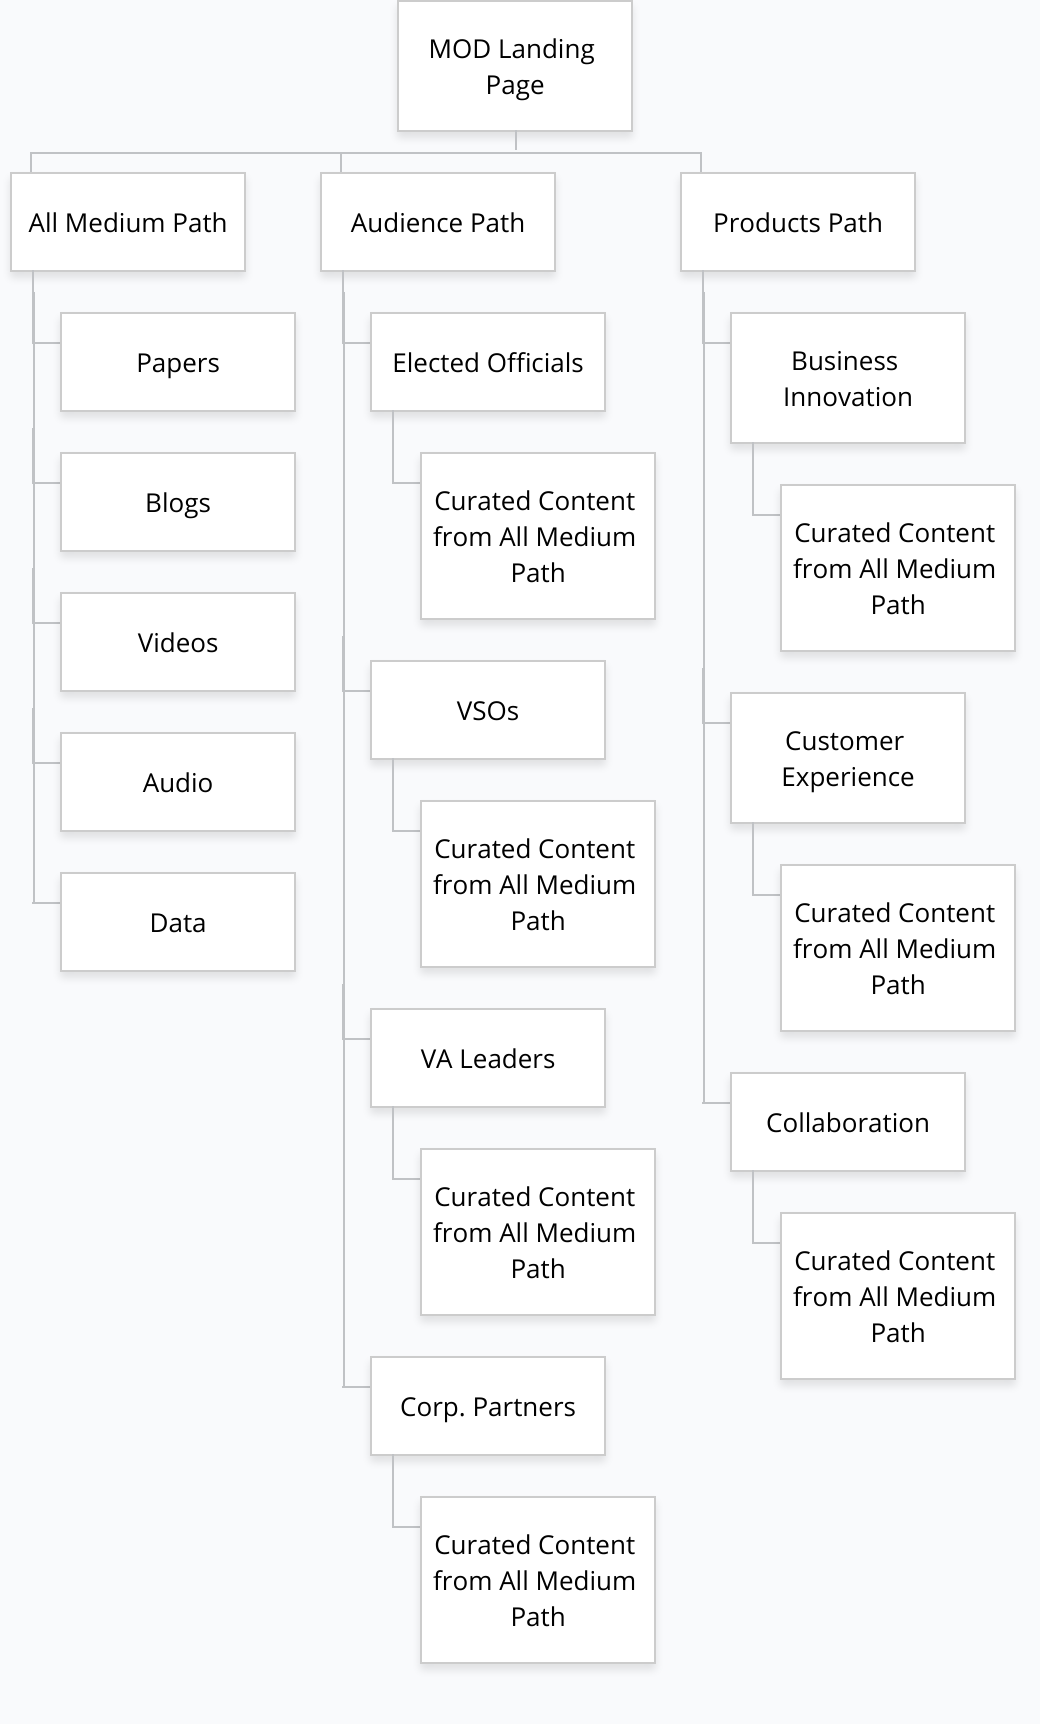 MOD Landing
Page
All Medium Path
Papers
Blogs
Videos
Audio
Data
Audience Path
Elected Officials
Curated Content
from All Medium
Path
VSOs
Curated Content
from All Medium
Path
VA Leaders
Curated Content
from All Medium
Path
Corp. Partners
Curated Content
from All Medium
Path
Products Path
Business
Innovation
Curated Content
from All Medium
Path
Customer
Experience
Curated Content
from All Medium
Path
Collaboration
Curated Content
from All Medium
Path